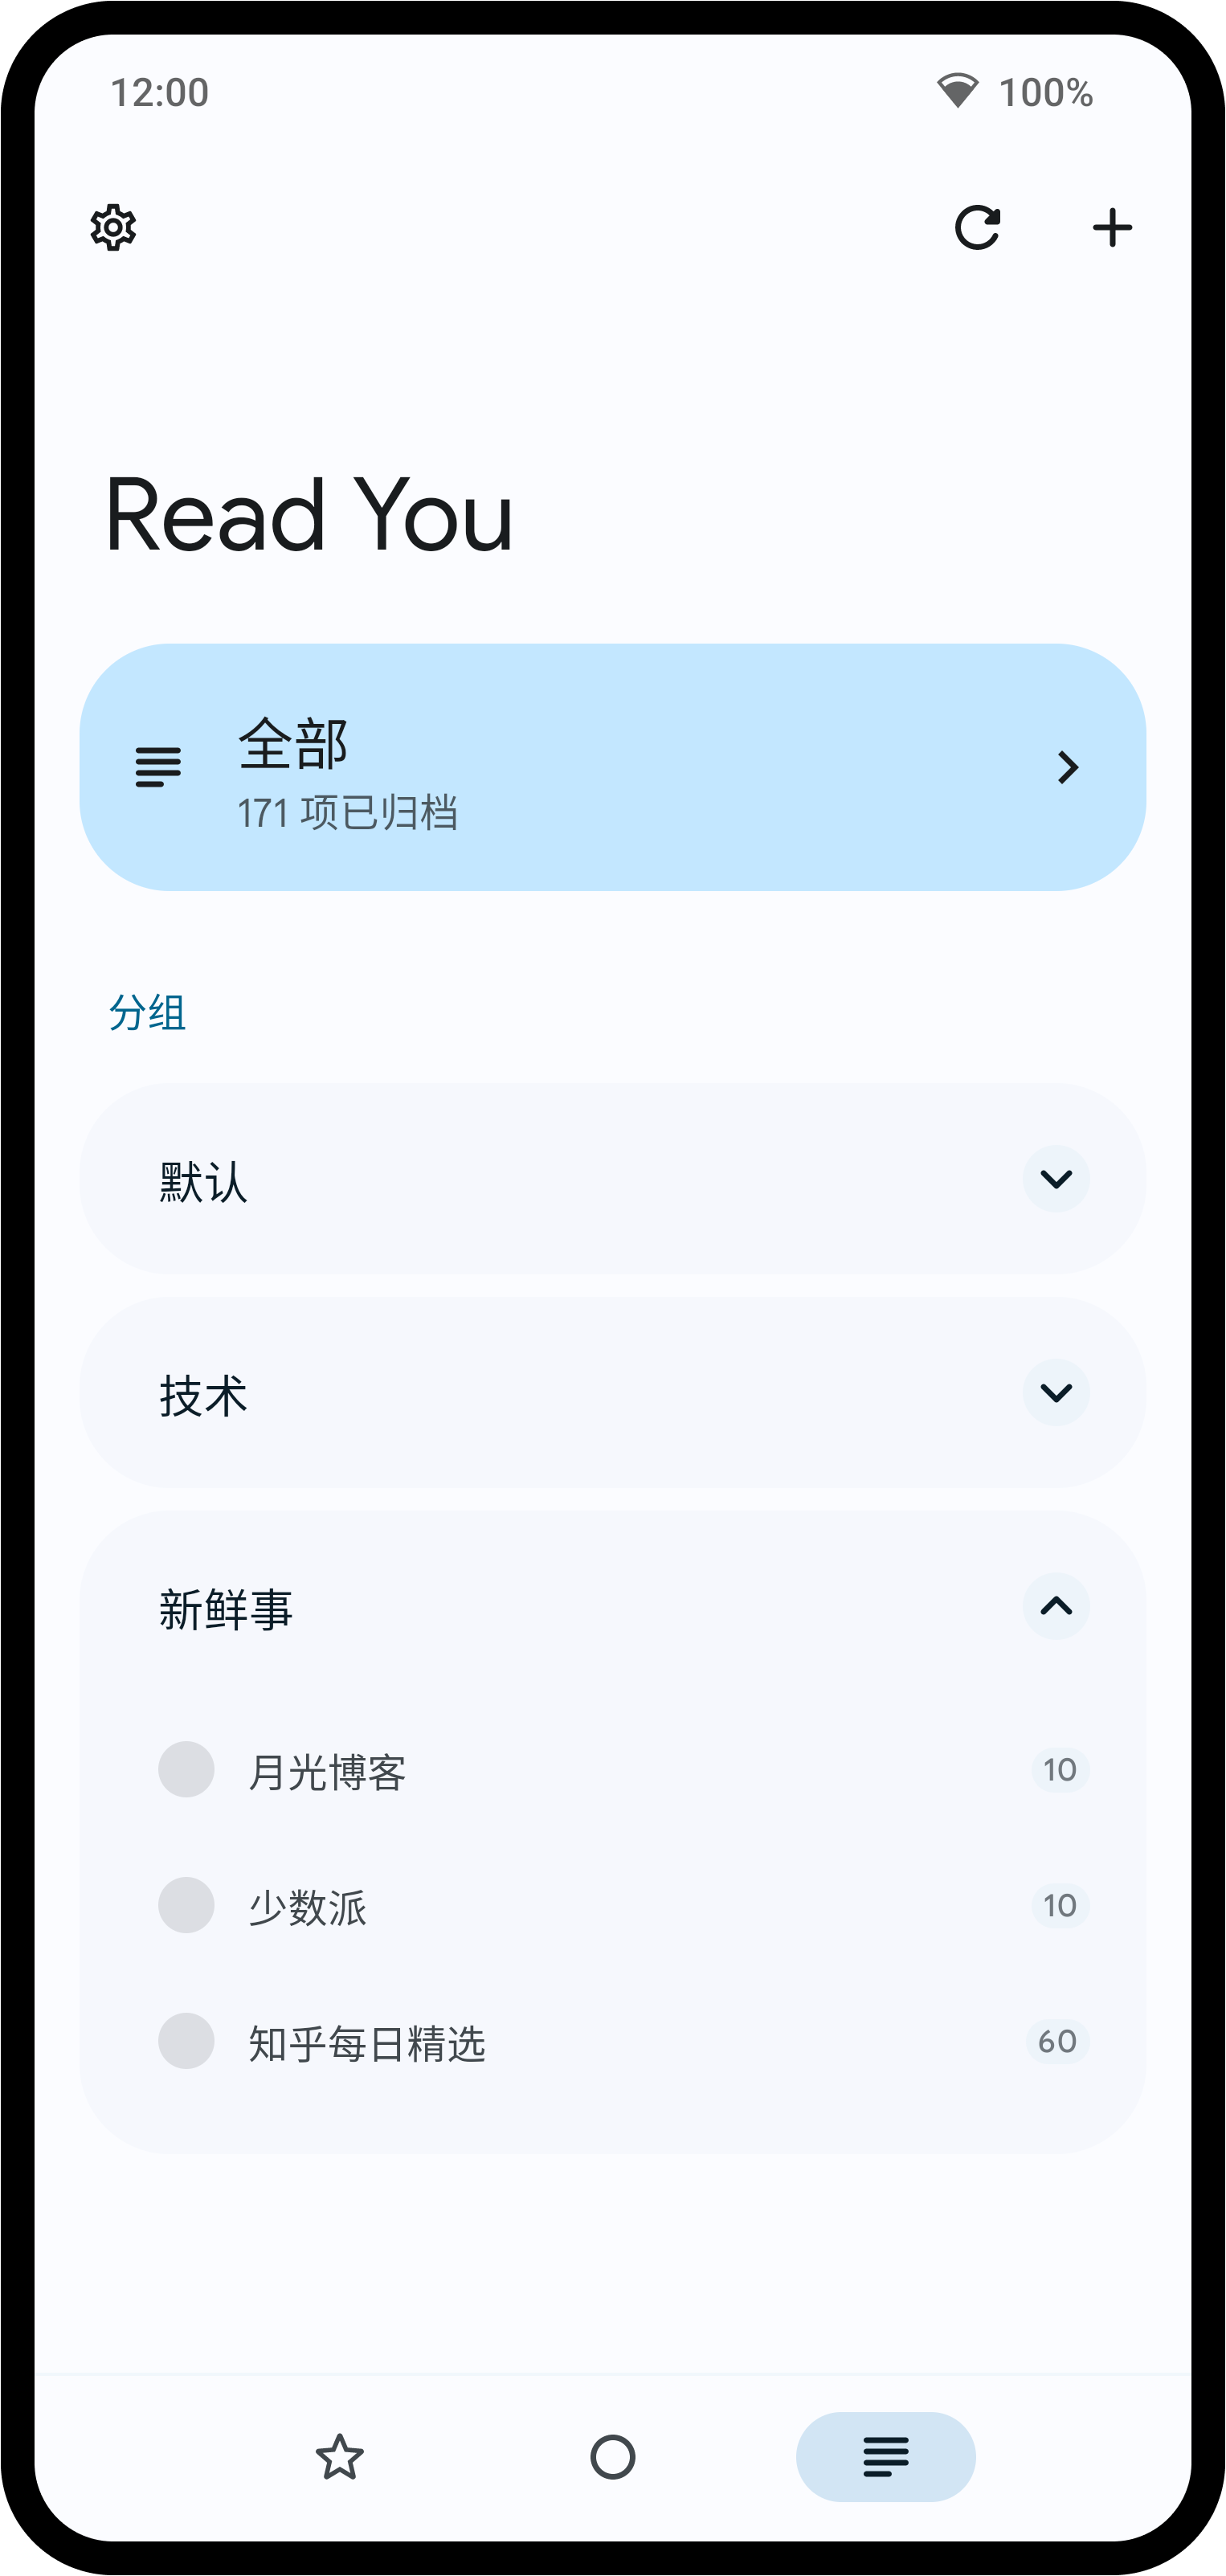 12:00 100%
Read You
全部
171 项已归档
分组
默认
技术
新鲜事
月光博客 10
少数派 10
知乎每日精选 60